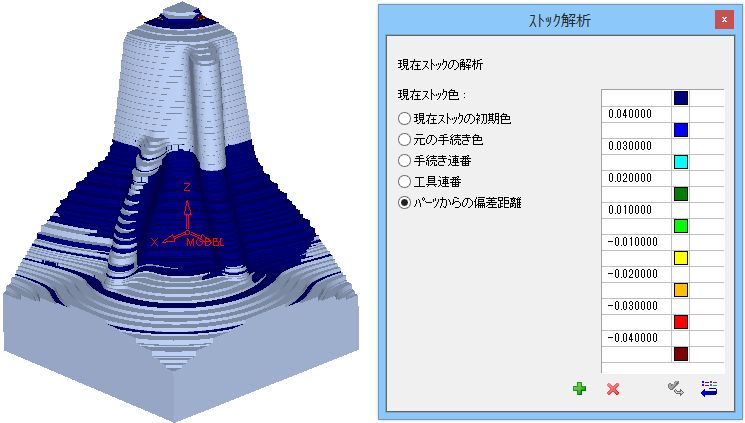 ストック解析
現在ストックの解析
現在ストック色 :
現在ストックの初期色
元の手続き色
手続き連番
工具連番
パーツからの偏差距離
0.040000
0.030000
0.020000
0.010000
-0.010000
-0.020000
-0.030000
-0.040000
Z
X
MODEL